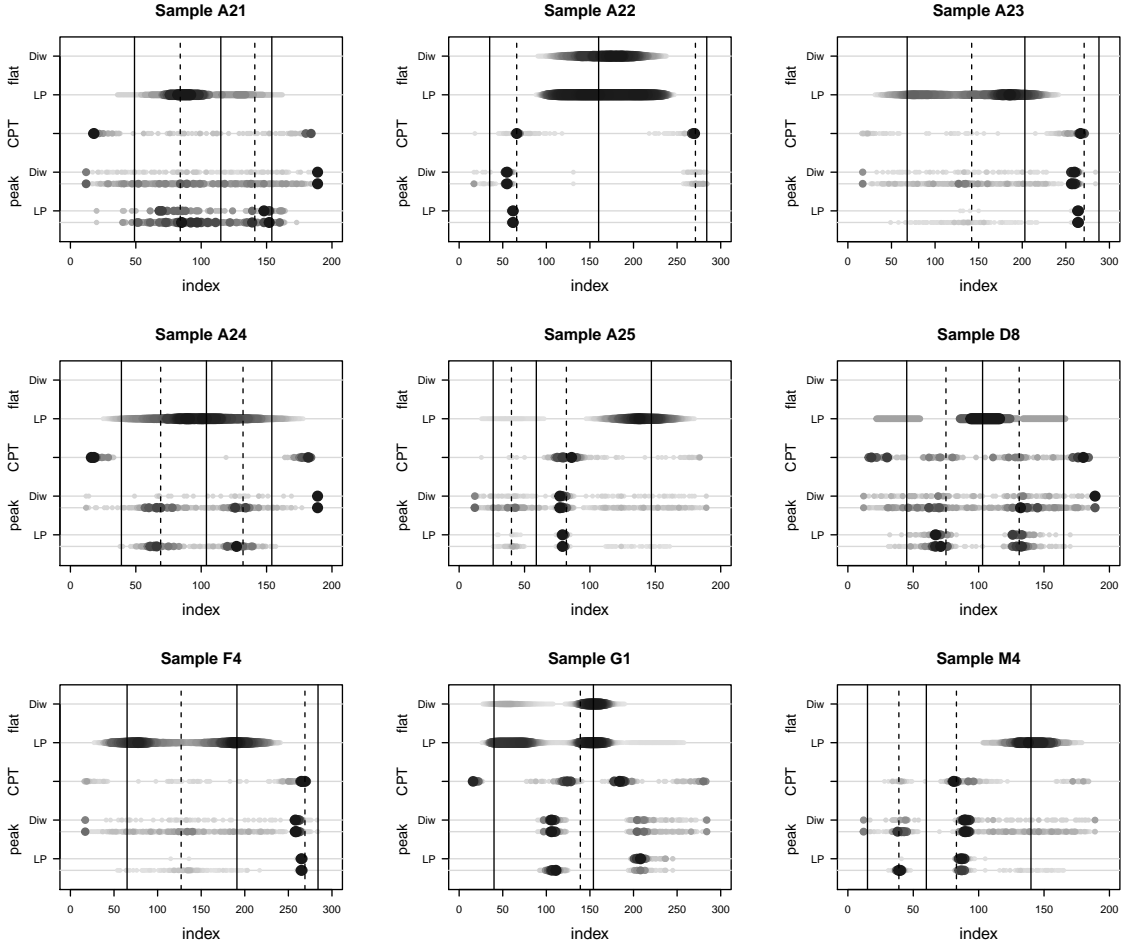 Sample A21
Diw
LP
Diw
LP
flat
CPT
peak
0 50 100 150 200
index
Sample A22
Diw
LP
Diw
LP
flat
CPT
peak
0 50 100 150 200 250 300
index
Sample A23
Diw
LP
Diw
LP
flat
CPT
peak
0 50 100 150 200 250 300
index
Sample A24
Diw
LP
Diw
LP
flat
CPT
peak
0 50 100 150 200
index
Sample A25
Diw
LP
Diw
LP
flat
CPT
peak
0 50 100 150 200
index
Sample D8
Diw
LP
Diw
LP
flat
CPT
peak
0 50 100 150 200
index
Sample F4
Diw
LP
Diw
LP
flat
CPT
peak
0 50 100 150 200 250 300
index
Sample G1
Diw
LP
Diw
LP
flat
CPT
peak
0 50 100 150 200 250 300
index
Sample M4
Diw
LP
Diw
LP
flat
CPT
peak
0 50 100 150 200
index